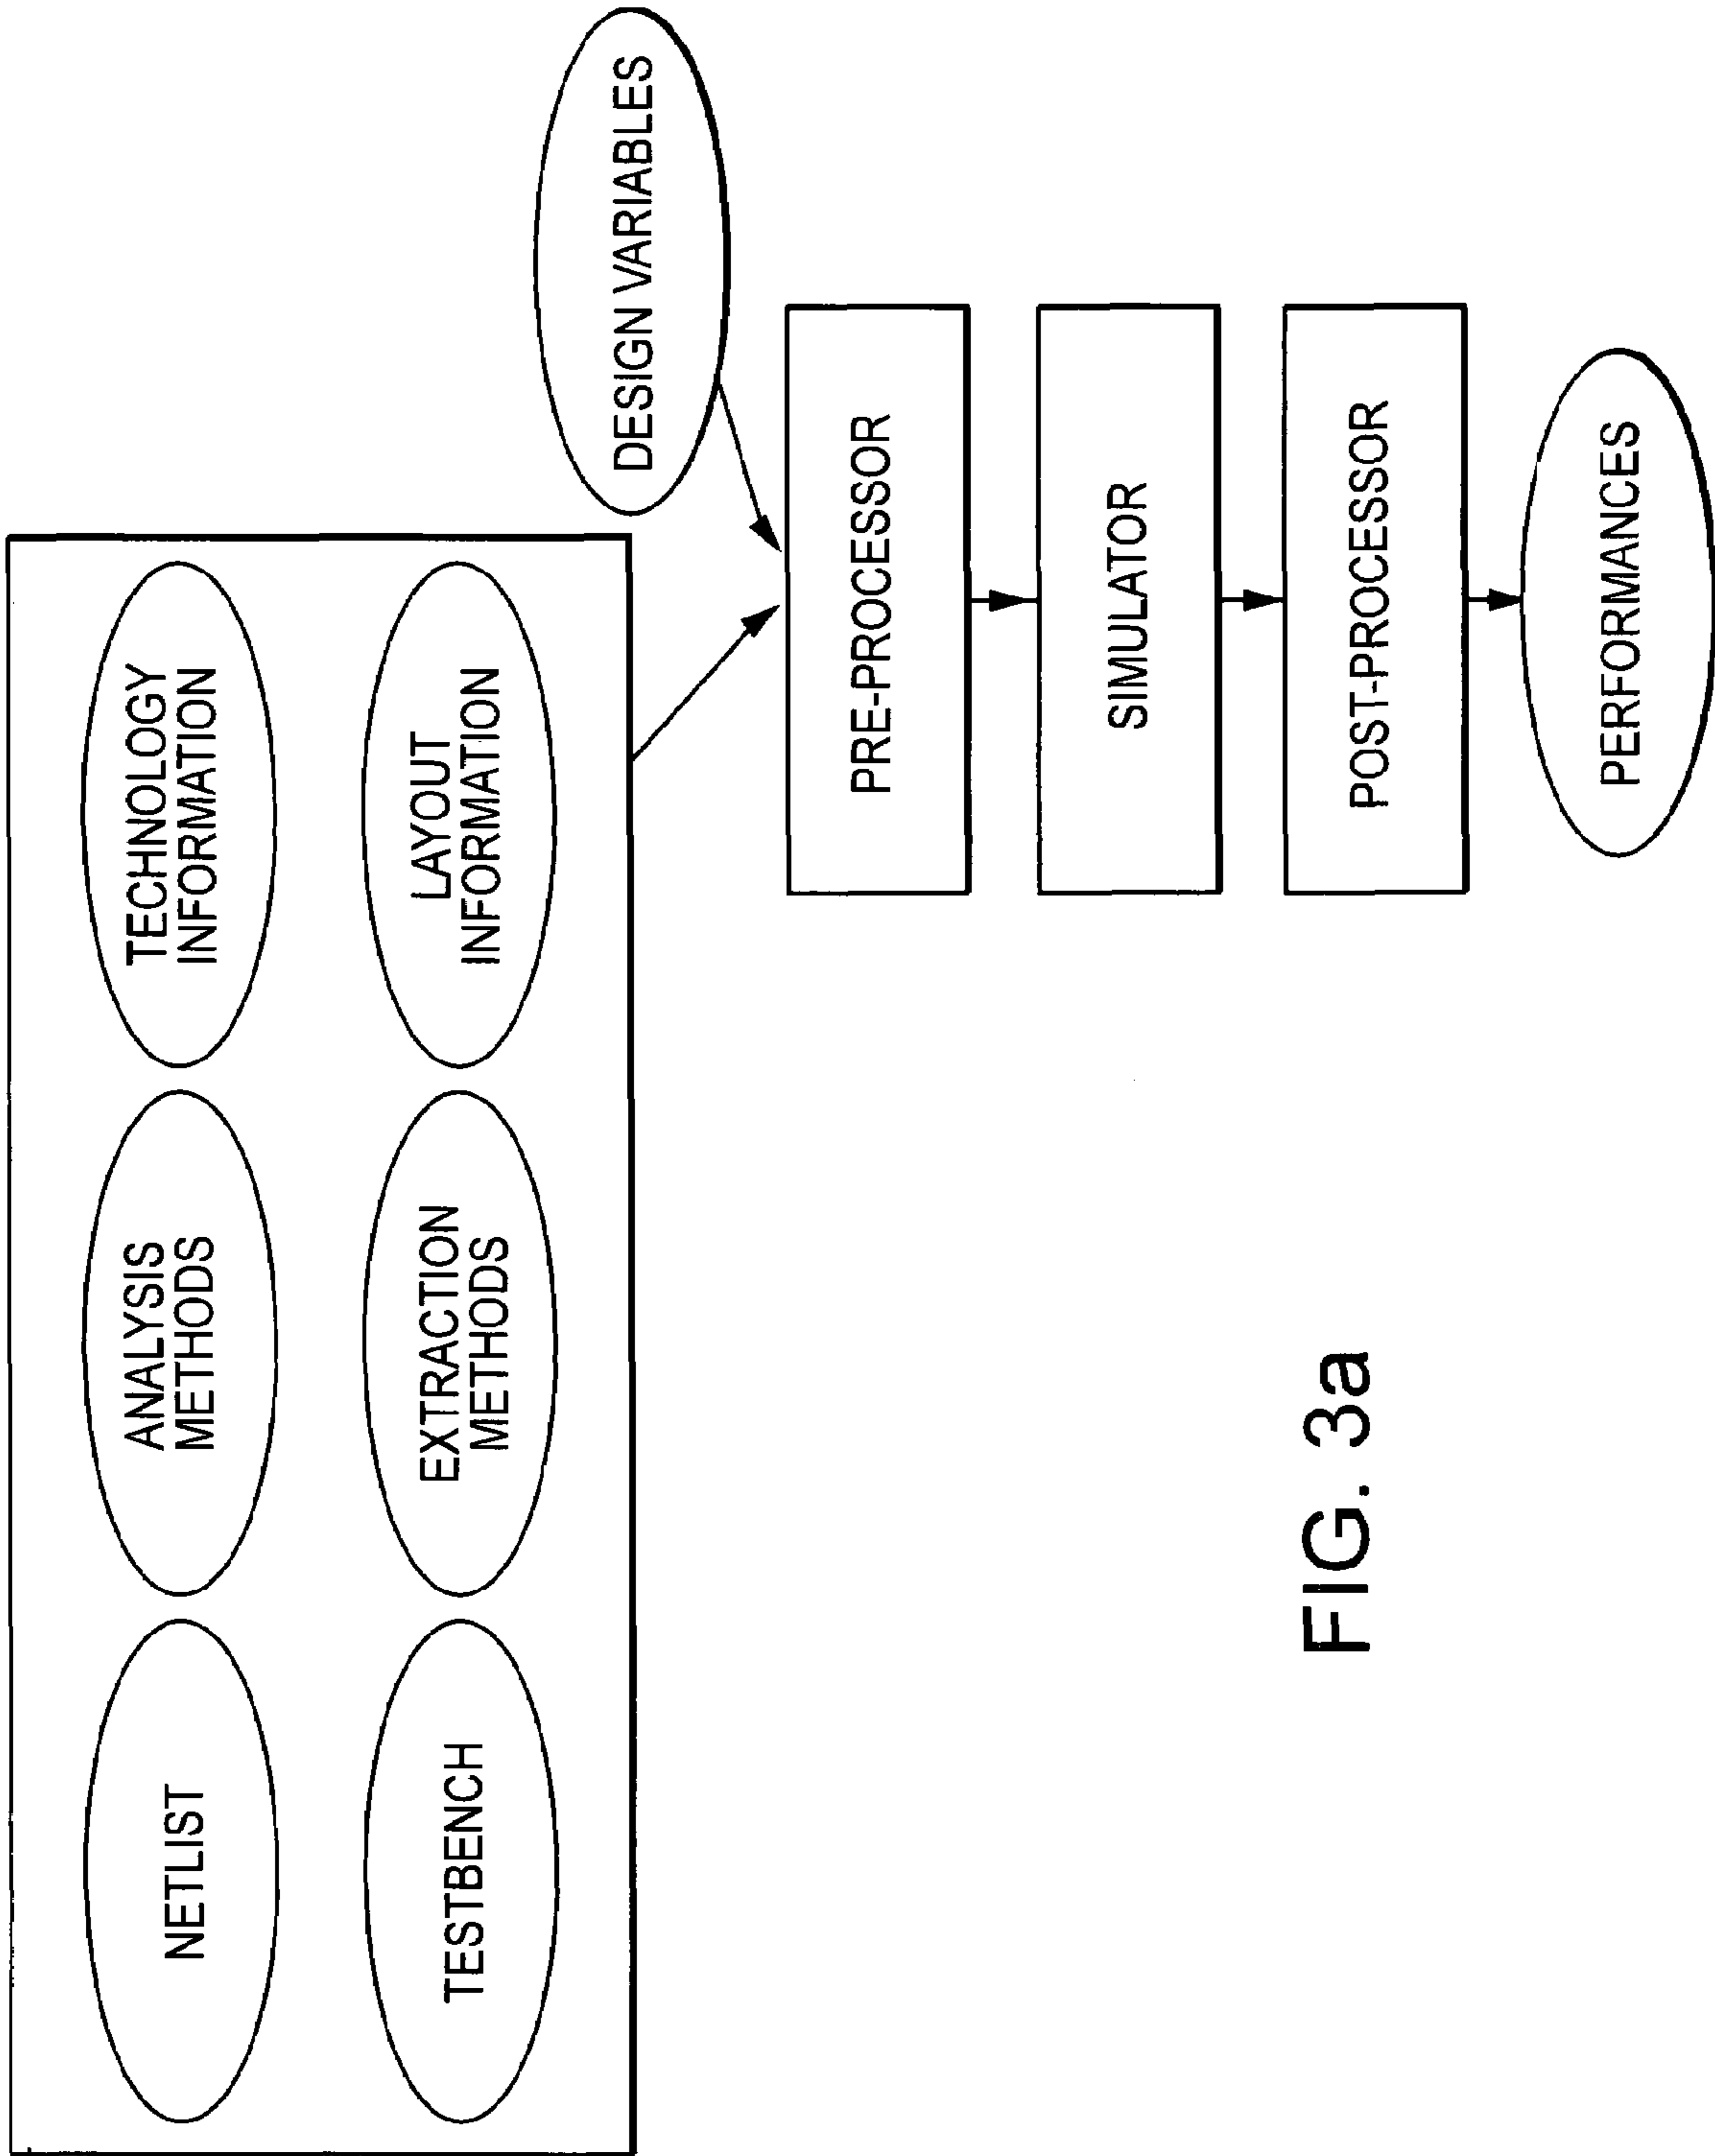 NETLIST
ANALYSIS
METHODS
TECHNOLOGY
INFORMATION
TESTBENCH
EXTRACTION
METHODS
LAYOUT
INFORMATION
DESIGN VARIABLES
PRE-PROCESSOR
SIMULATOR
POST-PROCESSOR
PERFORMANCES
FIG. 3a